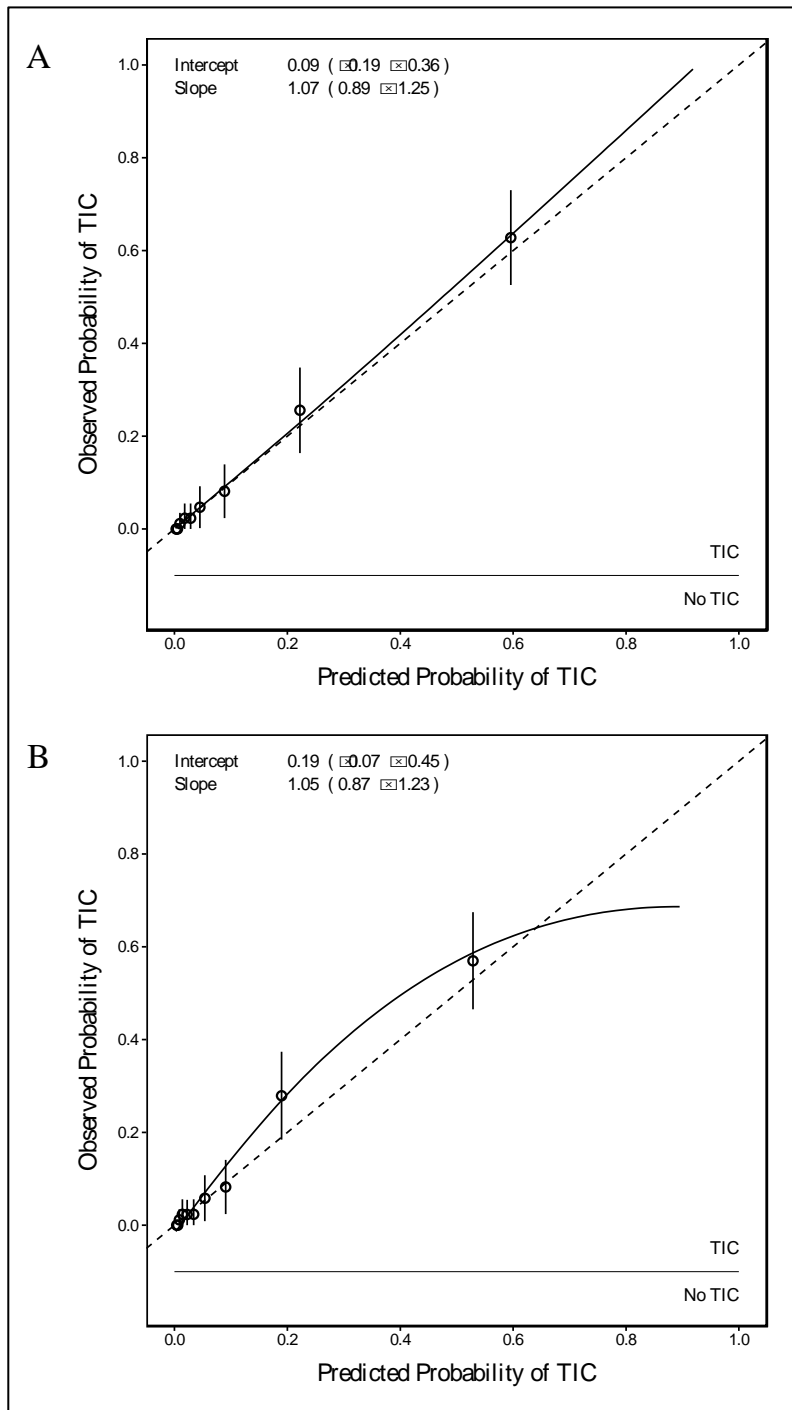 A
Intercept 0.09 ( ☒0.19 ☒0.36 )
Slope 1.07 ( 0.89 ☒1.25 )
1.0
0.8
0.6
0.4
0.2
0.0
Observed Probability of TIC
TIC
No TIC
0.0 0.2 0.4 0.6 0.8 1.0
Predicted Probability of TIC
B
Intercept 0.19 ( ☒0.07 ☒0.45 )
Slope 1.05 ( 0.87 ☒1.23 )
1.0
0.8
0.6
0.4
0.2
0.0
Observed Probability of TIC
TIC
No TIC
0.0 0.2 0.4 0.6 0.8 1.0
Predicted Probability of TIC